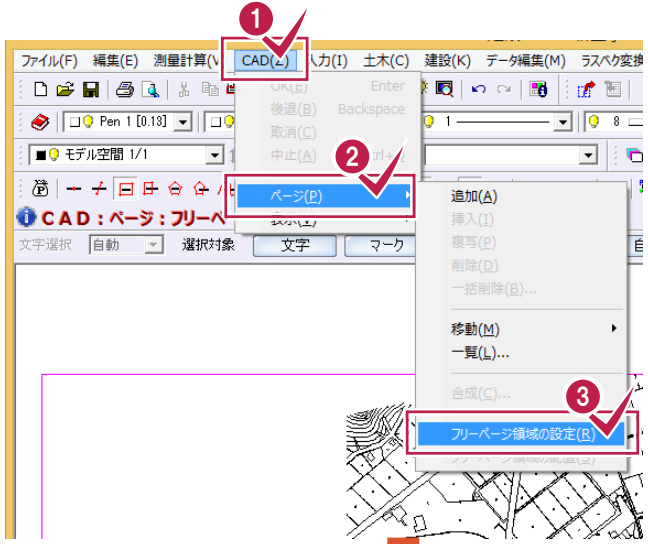 1
ファイル(F) 編集(E) 測量計算(V CAD(Z) 入力(I) 土木(C) 建設(K) データ編集(M) ラスベク変換
OK(E) Enter
Pen 1 [0.13] 後退(B) Backspace 1 8
取消(C)
モデル空間 1/1 中止(A) 2
ページ(P) 追加(A)
CAD:ページ:フリーペ 表示(V) 挿入(I)
文字選択 自動 選択対象 文字 マーク 複写(P) 自
削除(D)
一括削除(B)...
移動(M)
一覧(L)...
合成(C)...
3
フリーページ領域の設定(R)
フリーページ領域の配置(S)